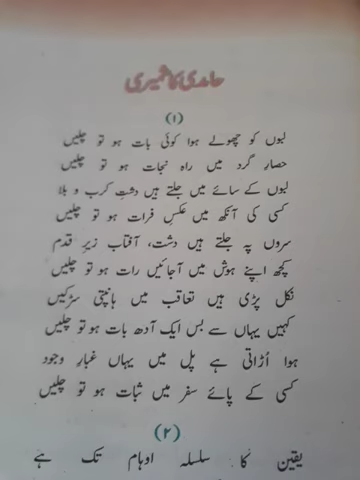 حامدی کاشمیری
(۱)
لبوں کو چھولے ہوا کوئی بات ہو تو چلیں
حصارِ گرد میں راہ نجات ہو تو چلیں
لبوں کے سائے میں جلتے ہیں دشتِ کرب و بلا
کسی کی آنکھ میں عکسِ فرات ہو تو چلیں
سروں پہ جلتے ہیں دشت، آفتاب زیرِ قدم
کچھ اپنے ہوش میں آجائیں رات ہو تو چلیں
نکل پڑی ہیں تعاقب میں ہانپتی سڑکیں
کہیں یہاں سے بس ایک آدھ بات ہو تو چلیں
ہوا اُڑاتی ہے پل میں یہاں غبارِ وجود
کسی کے پائے سفر میں ثبات ہو تو چلیں
(۲)
یقین کا سلسلہ اوہام تک ہے